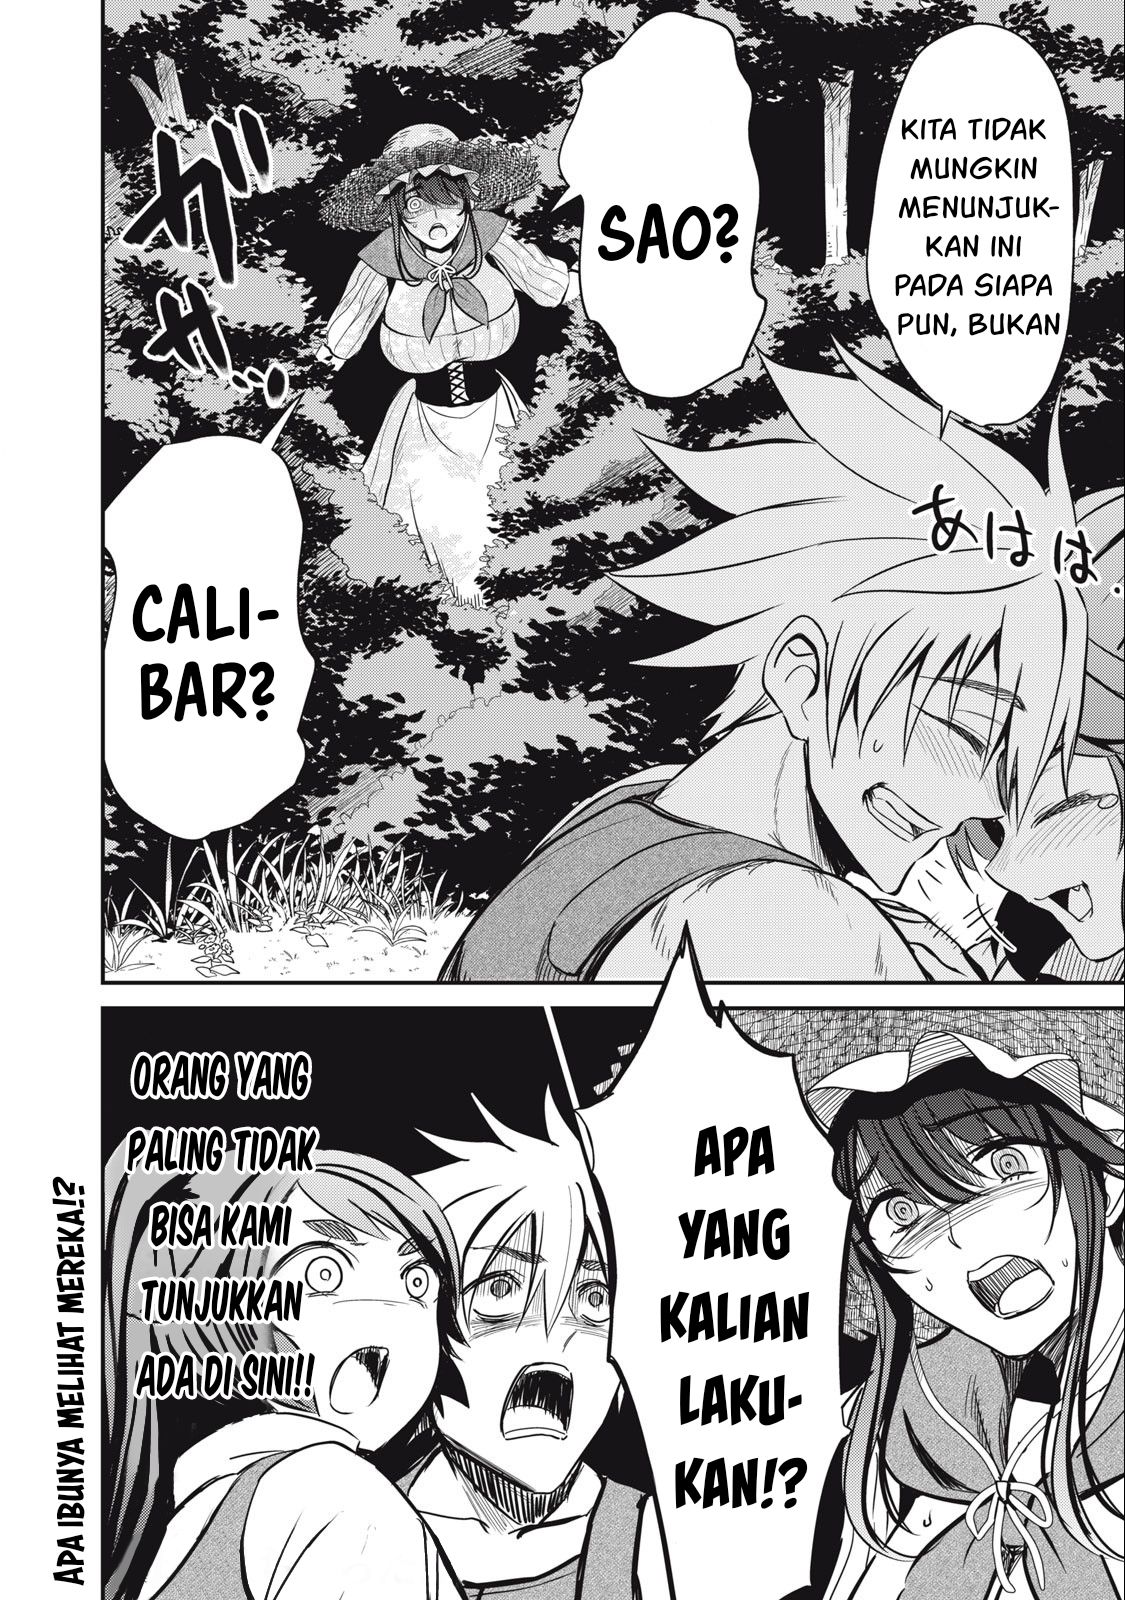 KITA TIDAK
MUNGKIN
MENUNJUK-
KAN INI
PADA SIAPA
PUN, BUKAN
SAO?
ガサ...
あはは..
CALI-
BAR?
APA
YANG
KALIAN
LAKU-
KAN!?
ORANG YANG
PALING TIDAK
BISA KAMI
TUNJUKKAN
ADA DI SINI!!
APA IBUNYA MELIHAT MEREKA!?